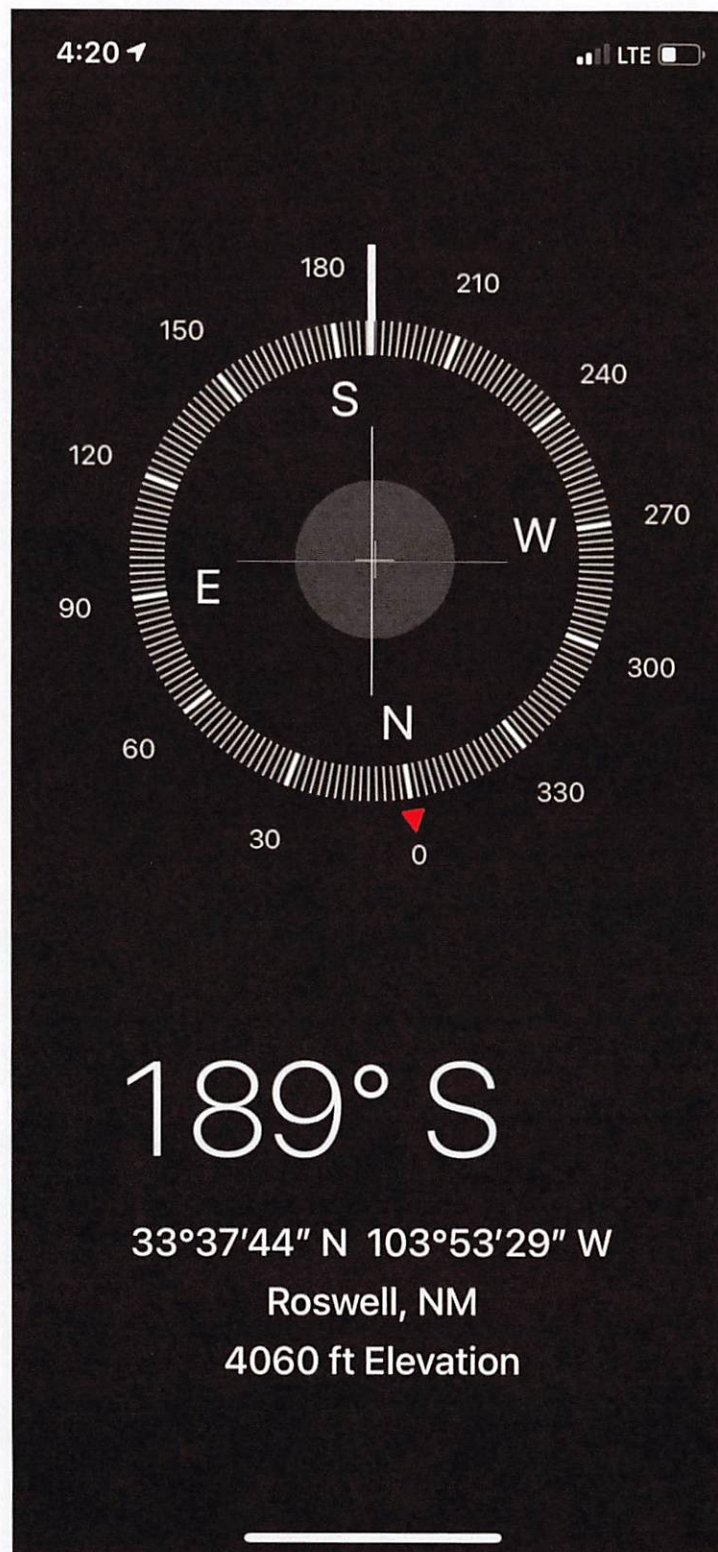 4:20 LTE
180 210
150
240
S
120
W 270
E
90
300
N
60
330
30
0
189° S
33°37'44" N 103°53'29" W
Roswell, NM
4060 ft Elevation